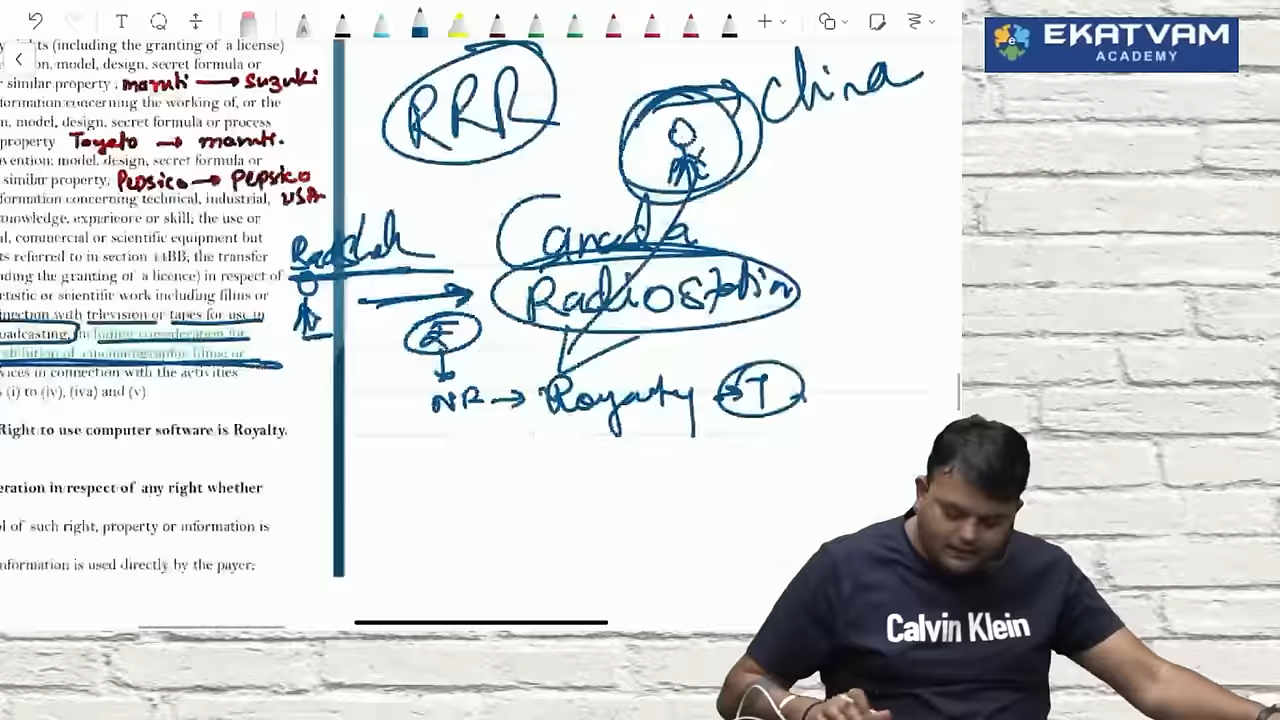 (including the granting of a license)
on, model, design, secret formula or
similar property. maruti → Suzuki
formation concerning the working of, or the
n, model, design, secret formula or process
property Toyato → maruti.
vention, model, design, secret formula or
similar property, Pepsico → Pepsico USA
formation concerning technical, industrial,
knowledge, experience or skill; the use or
al, commercial or scientific equipment but
ts referred to in section 44BB; the transfer
ding the granting of a licence) in respect of
artistic or scientific work including films or
nection with television or tapes for use in
oadcasting,
vices in connection with the activities
(i) to (iv), (iva) and (v)
Right to use computer software is Royalty.
eration in respect of any right whether
ol of such right, property or information is
nformation is used directly by the payer;
RRR
China
Canada
Radiostation
NR → Royalty → T
EKATVAM
ACADEMY
Calvin Klein